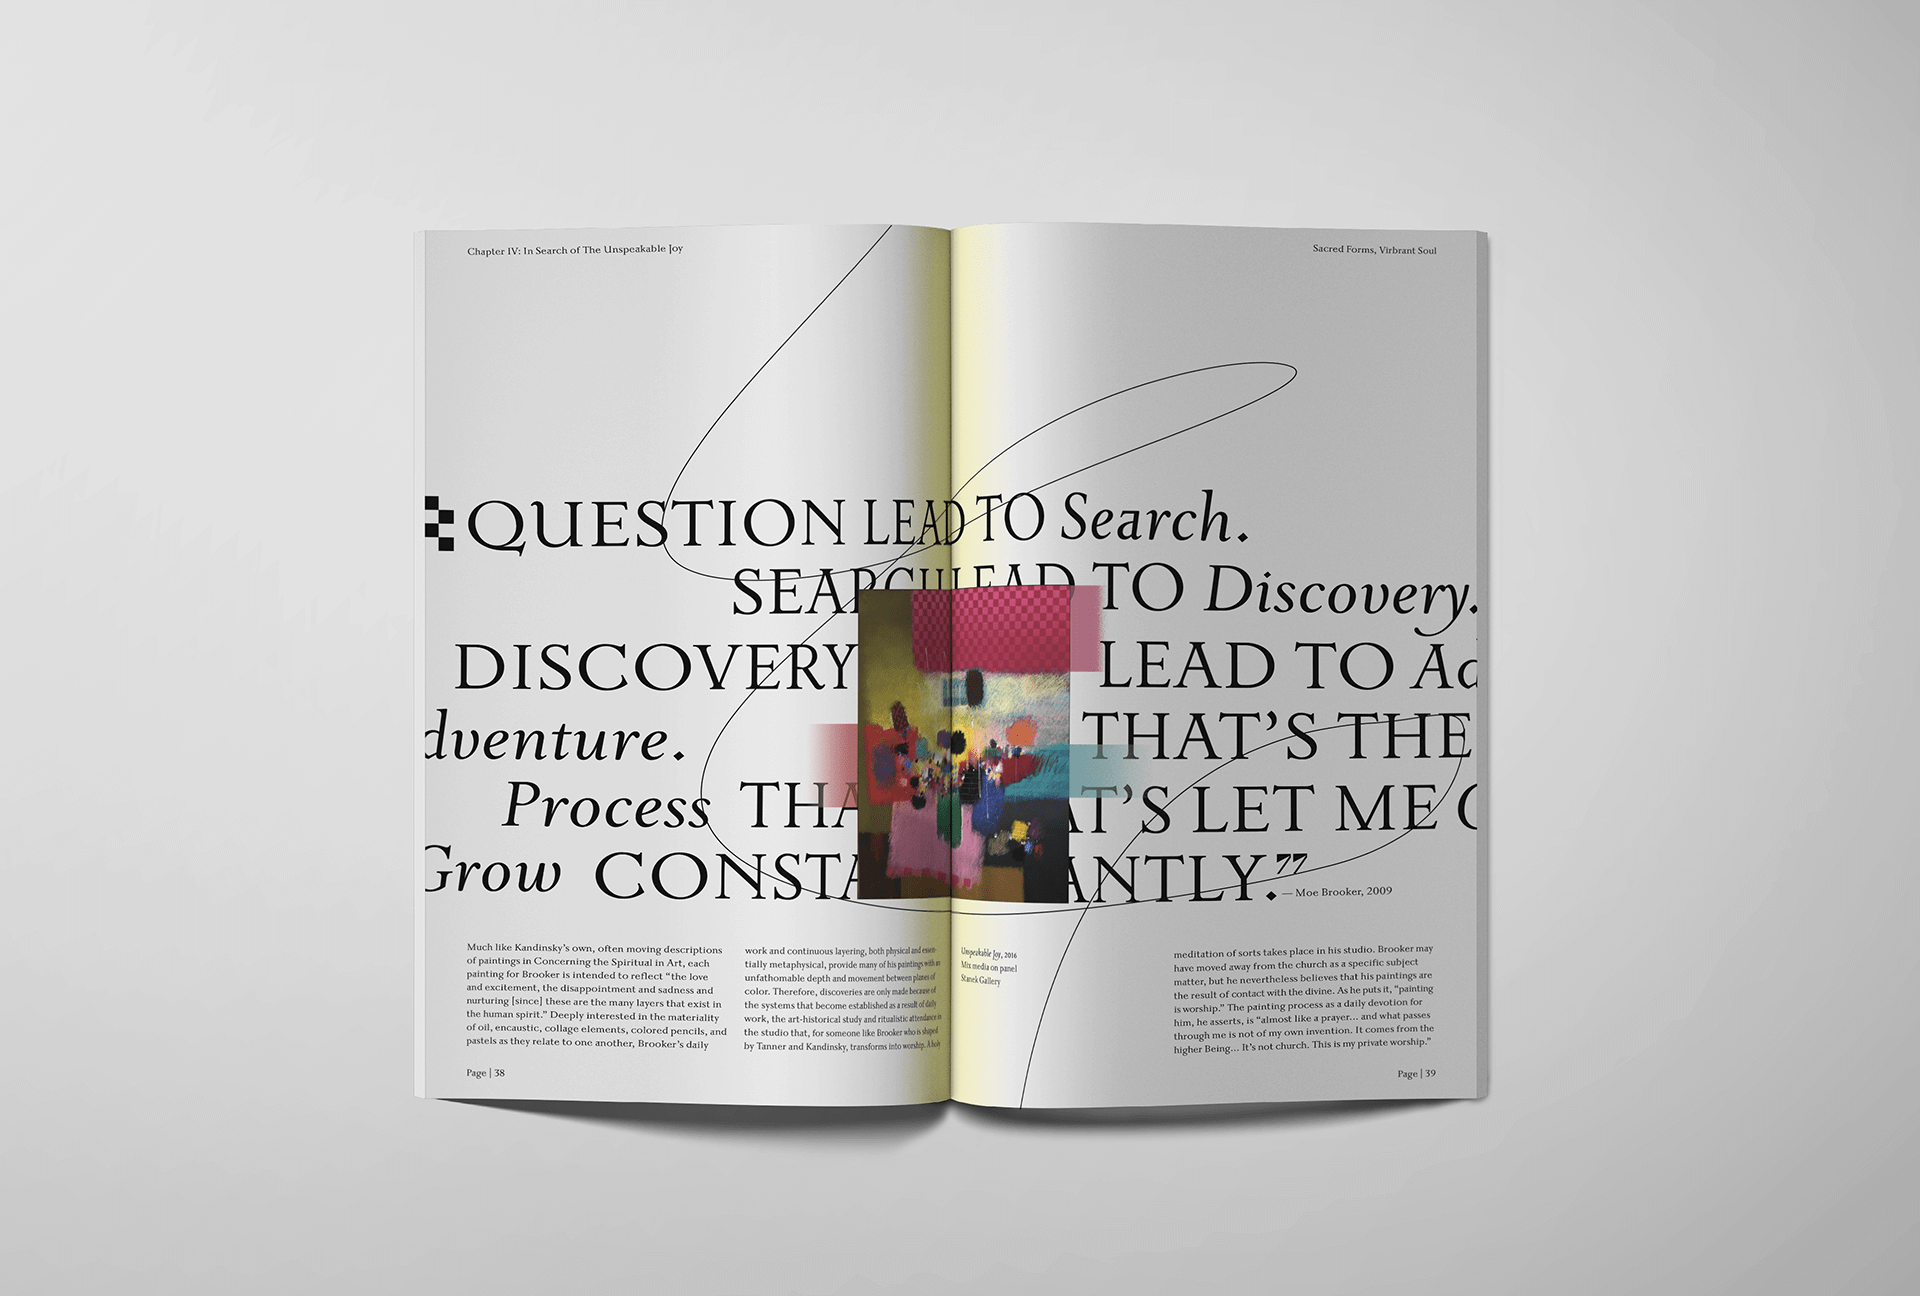 Chapter IV: In Search of The Unspeakable Joy
Sacred Forms, Virbrant Soul
QUESTION LEAD TO Search.
SEARCH LEAD TO Discovery.
DISCOVERY LEAD TO Ad
dventure. THAT'S THE
Process THA AT'S LET ME
Grow CONSTA ANTLY.”
— Moe Brooker, 2009
Much like Kandinsky's own, often moving descriptions
of paintings in Concerning the Spiritual in Art, each
painting for Brooker is intended to reflect “the love
and excitement, the disappointment and sadness and
nurturing [since] these are the many layers that exist in
the human spirit.” Deeply interested in the materiality
of oil, encaustic, collage elements, colored pencils, and
pastels as they relate to one another, Brooker's daily
work and continuous layering, both physical and essen-
tially metaphysical, provide many of his paintings with an
unfathomable depth and movement between planes of
color. Therefore, discoveries are only made because of
the systems that become established as a result of daily
work, the art-historical study and ritualistic attendance in
the studio that, for someone like Brooker who is shaped
by Tanner and Kandinsky, transforms into worship. A holy
Unspeakable Joy, 2016
Mix media on panel
Stanek Gallery
meditation of sorts takes place in his studio. Brooker may
have moved away from the church as a specific subject
matter, but he nevertheless believes that his paintings are
the result of contact with the divine. As he puts it, “painting
is worship.” The painting process as a daily devotion for
him, he asserts, is “almost like a prayer... and what passes
through me is not of my own invention. It comes from the
higher Being... It's not church. This is my private worship.”
Page | 38
Page | 39